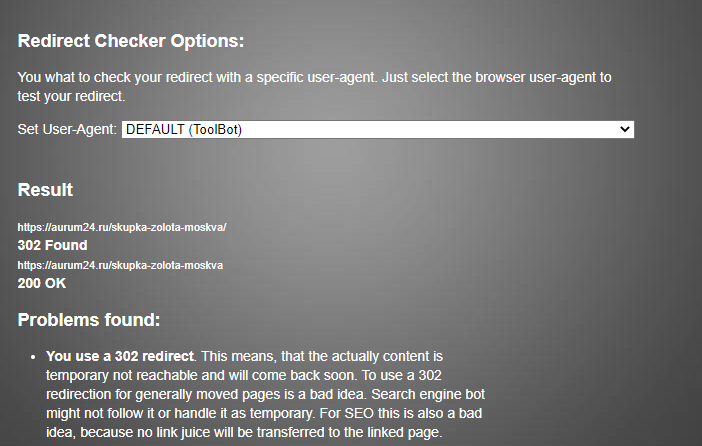 Redirect Checker Options:
You what to check your redirect with a specific user-agent. Just select the browser user-agent to
test your redirect.
Set User-Agent: DEFAULT (ToolBot)
Result
https://aurum24.ru/skupka-zolota-moskva/
302 Found
https://aurum24.ru/skupka-zolota-moskva
200 OK
Problems found:
• You use a 302 redirect. This means, that the actually content is
temporary not reachable and will come back soon. To use a 302
redirection for generally moved pages is a bad idea. Search engine bot
might not follow it or handle it as temporary. For SEO this is also a bad
idea, because no link juice will be transferred to the linked page.